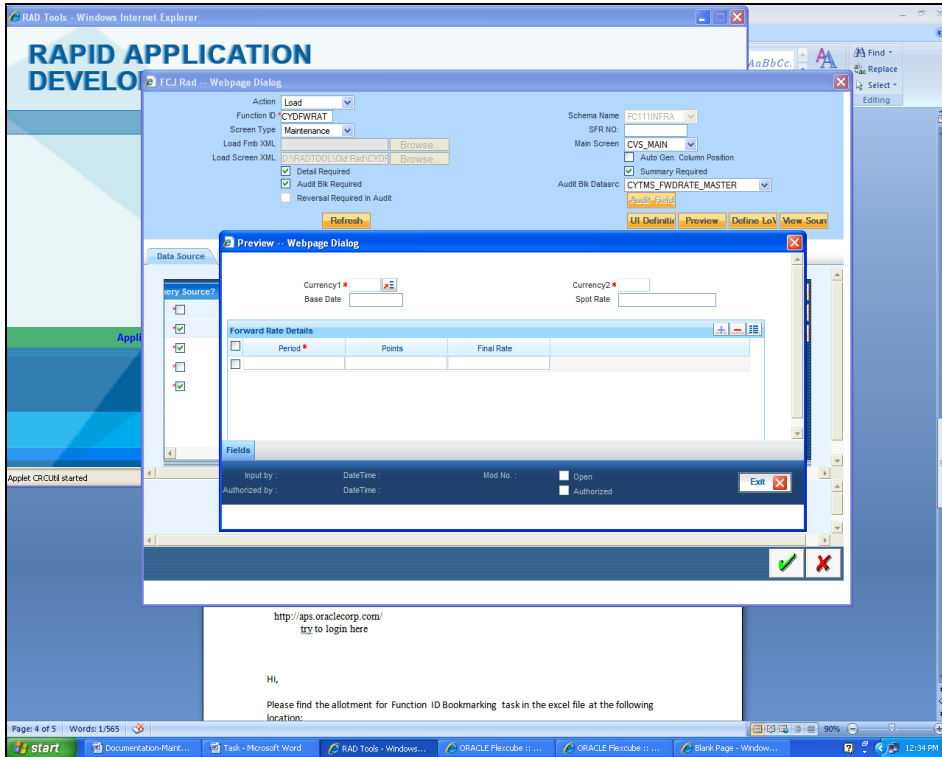 RAD Tools - Windows Internet Explorer
RAPID APPLICATION
DEVELO
AaBbCc.
Find
Replace
Select
Editing
FCJ Rad -- Webpage Dialog
Action Load
Function ID *CYDFWRAT
Schema Name FC111INFRA
Screen Type Maintenance
SFR NO:
Load Fmb XML Browse...
Main Screen CVS_MAIN
Load Screen XML D:\RADTOOL\Old Rad\CYDF Browse...
Auto Gen. Column Position
Detail Required
Summary Required
Audit Blk Required
Audit Blk Datasrc CYTMS_FWDRATE_MASTER
Reversal Required in Audit
Audit Field
Refresh
UI Definitic Preview Define LoV View Sourc
Data Source
Preview -- Webpage Dialog
uery Source?
Currency1 *
Currency2 *
Base Date
Spot Rate
Appli
Forward Rate Details
Period * Points Final Rate
Fields
Input by : DateTime : Mod No. : Open
Authorized by : DateTime : Authorized
Exit
Applet CRCUtil started
http://aps.oraclecorp.com/
try to login here
Hi,
Please find the allotment for Function ID Bookmarking task in the excel file at the following
location:
Page: 4 of 5 Words: 1/565 90%
start Documentation-Maint... Task - Microsoft Word RAD Tools - Windows... ORACLE Flexcube :: ... ORACLE Flexcube :: ... Blank Page - Window... 12:34 PM